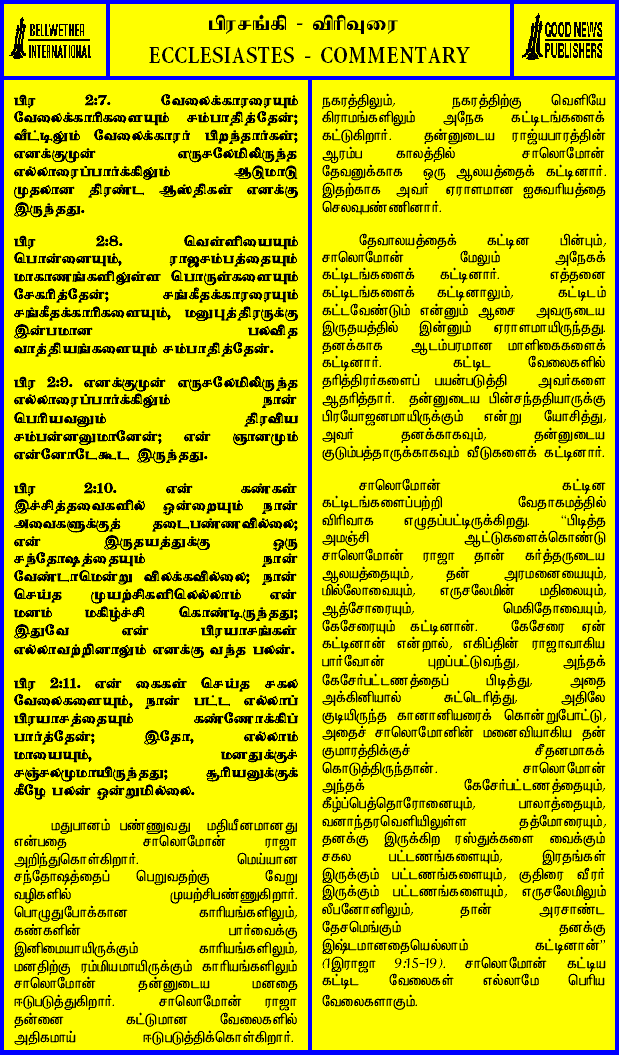 BELLWETHER
INTERNATIONAL
பிரசங்கி - விரிவுரை
ECCLESIASTES - COMMENTARY
GOOD NEWS
PUBLISHERS
பிர 2:7. வேலைக்காரரையும்
வேலைக்காரிகளையும் சம்பாதித்தேன்;
வீட்டிலும் வேலைக்காரர் பிறந்தார்கள்;
எனக்குமுன் எருசலேமிலிருந்த
எல்லாரைப்பார்க்கிலும் ஆடுமாடு
முதலான திரண்ட ஆஸ்திகள் எனக்கு
இருந்தது.
பிர 2:8. வெள்ளியையும்
பொன்னையும், ராஜசம்பத்தையும்
மாகாணங்களிலுள்ள பொருள்களையும்
சேகரித்தேன்; சங்கீதக்காரரையும்
சங்கீதக்காரிகளையும், மனுபுத்திரருக்கு
இன்பமான பலவித
வாத்தியங்களையும் சம்பாதித்தேன்.
பிர 2:9. எனக்குமுன் எருசலேமிலிருந்த
எல்லாரைப்பார்க்கிலும் நான்
பெரியவனும் திரவிய
சம்பன்னனுமானேன்; என் ஞானமும்
என்னோடேகூட இருந்தது.
பிர 2:10. என் கண்கள்
இச்சித்தவைகளில் ஒன்றையும் நான்
அவைகளுக்குத் தடைபண்ணவில்லை;
என் இருதயத்துக்கு ஒரு
சந்தோஷத்தையும் நான்
வேண்டாமென்று விலக்கவில்லை; நான்
செய்த முயற்சிகளிலெல்லாம் என்
மனம் மகிழ்ச்சி கொண்டிருந்தது;
இதுவே என் பிரயாசங்கள்
எல்லாவற்றினாலும் எனக்கு வந்த பலன்.
பிர 2:11. என் கைகள் செய்த சகல
வேலைகளையும், நான் பட்ட எல்லாப்
பிரயாசத்தையும் கண்ணோக்கிப்
பார்த்தேன்; இதோ, எல்லாம்
மாயையும், மனதுக்குச்
சஞ்சலமுமாயிருந்தது; சூரியனுக்குக்
கீழே பலன் ஒன்றுமில்லை.
மதுபானம் பண்ணுவது மதியீனமானது
என்பதை சாலொமோன் ராஜா
அறிந்துகொள்கிறார். மெய்யான
சந்தோஷத்தைப் பெறுவதற்கு வேறு
வழிகளில் முயற்சிபண்ணுகிறார்.
பொழுதுபோக்கான காரியங்களிலும்,
கண்களின் பார்வைக்கு
இனிமையாயிருக்கும் காரியங்களிலும்,
மனதிற்கு ரம்மியமாயிருக்கும் காரியங்களிலும்
சாலொமோன் தன்னுடைய மனதை
ஈடுபடுத்துகிறார். சாலொமோன் ராஜா
தன்னை கட்டுமான வேலைகளில்
அதிகமாய் ஈடுபடுத்திக்கொள்கிறார்.
நகரத்திலும், நகரத்திற்கு வெளியே
கிராமங்களிலும் அநேக கட்டிடங்களைக்
கட்டுகிறார். தன்னுடைய ராஜ்யபாரத்தின்
ஆரம்ப காலத்தில் சாலொமோன்
தேவனுக்காக ஒரு ஆலயத்தைக் கட்டினார்.
இதற்காக அவர் ஏராளமான ஐசுவரியத்தை
செலவுபண்ணினார்.
தேவாலயத்தைக் கட்டின பின்பும்,
சாலொமோன் மேலும் அநேகக்
கட்டிடங்களைக் கட்டினார். எத்தனை
கட்டிடங்களைக் கட்டினாலும், கட்டிடம்
கட்டவேண்டும் என்னும் ஆசை அவருடைய
இருதயத்தில் இன்னும் ஏராளமாயிருந்தது.
தனக்காக ஆடம்பரமான மாளிகைகளைக்
கட்டினார். கட்டிட வேலைகளில்
தரித்திரர்களைப் பயன்படுத்தி அவர்களை
ஆதரித்தார். தன்னுடைய பின்சந்ததியாருக்கு
பிரயோஜனமாயிருக்கும் என்று யோசித்து,
அவர் தனக்காகவும், தன்னுடைய
குடும்பத்தாருக்காகவும் வீடுகளைக் கட்டினார்.
சாலொமோன் கட்டின
கட்டிடங்களைப்பற்றி வேதாகமத்தில்
விரிவாக எழுதப்பட்டிருக்கிறது. "பிடித்த
அமஞ்சி ஆட்டுகளைக்கொண்டு
சாலொமோன் ராஜா தான் கர்த்தருடைய
ஆலயத்தையும், தன் அரமனையையும்,
மில்லோவையும், எருசலேமின் மதிலையும்,
ஆத்சோரையும், மெகிதோவையும்,
கேசேரையும் கட்டினான். கேசேரை ஏன்
கட்டினான் என்றால், எகிப்தின் ராஜாவாகிய
பார்வோன் புறப்பட்டுவந்து, அந்தக்
கேசேர்பட்டணத்தைப் பிடித்து, அதை
அக்கினியால் சுட்டெரித்து, அதிலே
குடியிருந்த கானானியரைக் கொன்றுபோட்டு,
அதைச் சாலொமோனின் மனைவியாகிய தன்
குமாரத்திக்குச் சீதனமாகக்
கொடுத்திருந்தான். சாலொமோன்
அந்தக் கேசேர்பட்டணத்தையும்,
கீழ்ப்பெத்தொரோனையும், பாலாத்தையும்,
வனாந்தரவெளியிலுள்ள தத்மோரையும்,
தனக்கு இருக்கிற ரஸ்துக்களை வைக்கும்
சகல பட்டணங்களையும், இரதங்கள்
இருக்கும் பட்டணங்களையும், குதிரை வீரர்
இருக்கும் பட்டணங்களையும், எருசலேமிலும்
லீபனோனிலும், தான் அரசாண்ட
தேசமெங்கும் தனக்கு
இஷ்டமானதையெல்லாம் கட்டினான்"
(1இராஜா 9:15-19). சாலொமோன் கட்டிய
கட்டிட வேலைகள் எல்லாமே பெரிய
வேலைகளாகும்.